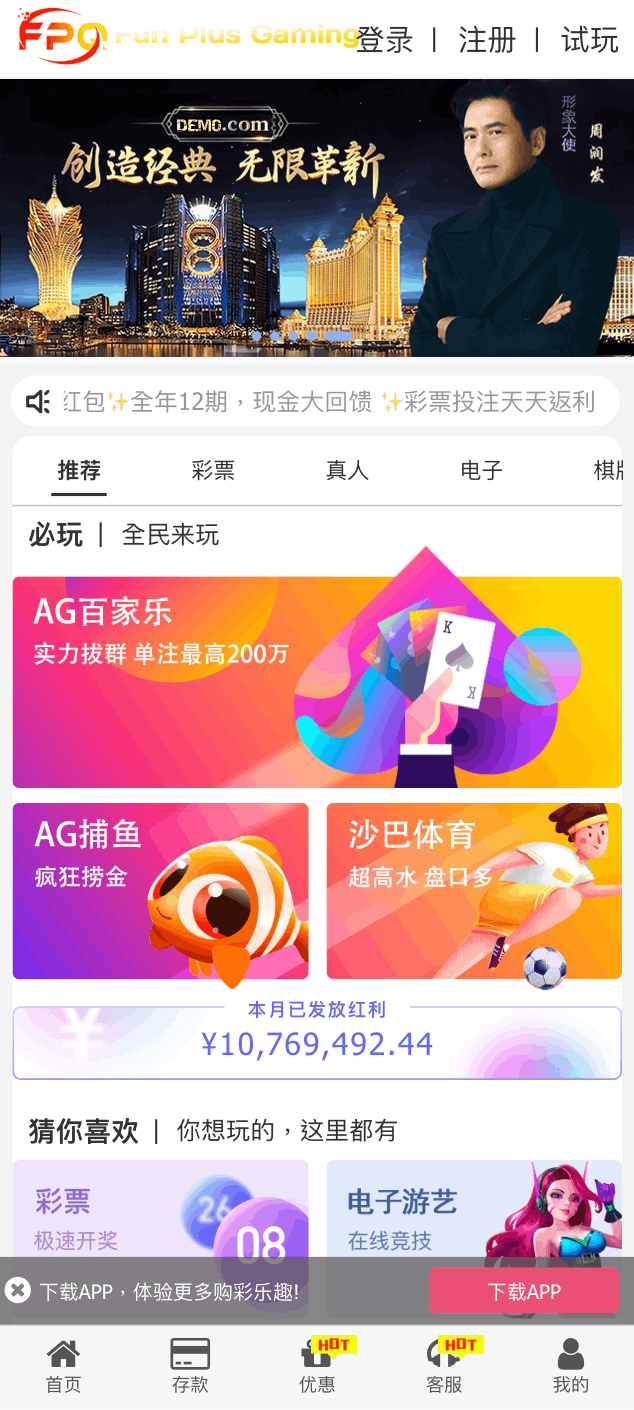 FPG Fun Plus Gaming
登录 | 注册 | 试玩
DEMO.com
创造经典 无限革新
形象大使
周润发
红包✨全年12期，现金大回馈 ✨彩票投注天天返利
推荐 彩票 真人 电子 棋牌
必玩 | 全民来玩
AG百家乐
实力拔群 单注最高200万
K
K
AG捕鱼
疯狂捞金
沙巴体育
超高水 盘口多
本月已发放红利
¥
¥10,769,492.44
猜你喜欢 | 你想玩的，这里都有
彩票
极速开奖
26
08
电子游艺
在线竞技
下载APP，体验更多购彩乐趣!
下载APP
HOT
HOT
首页 存款 优惠 客服 我的